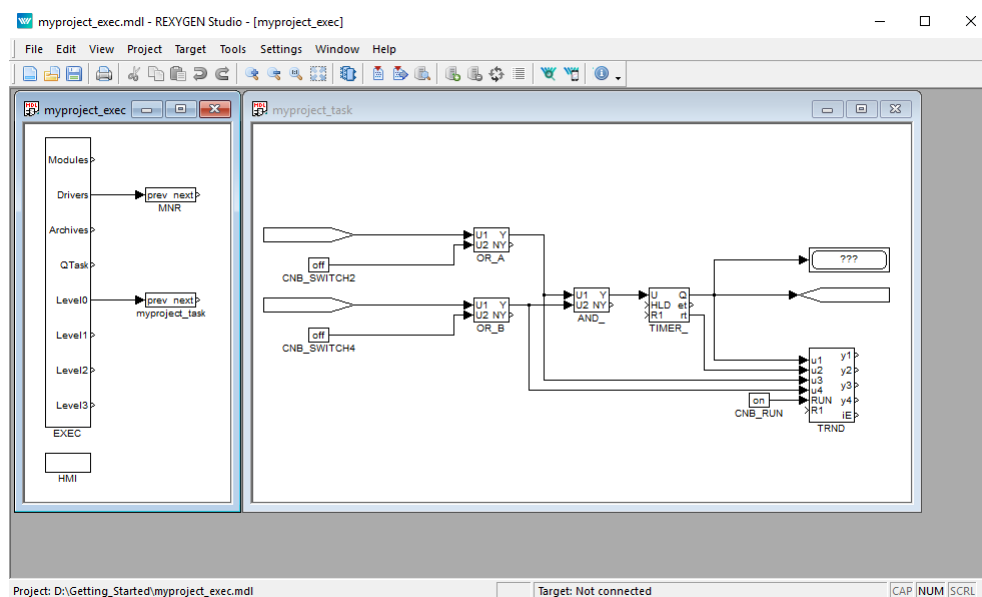 myproject_exec.mdl - REXYGEN Studio - [myproject_exec]
File Edit View Project Target Tools Settings Window Help
myproject_exec
Modules
Drivers
prev next
MNR
Archives
QTask
Level0
prev next
myproject_task
Level1
Level2
Level3
EXEC
HMI
myproject_task
U1 Y
U2 NY
OR_A
off
CNB_SWITCH2
U1 Y
U2 NY
OR_B
off
CNB_SWITCH4
U1 Y
U2 NY
AND_
U Q
HLD et
R1 rt
TIMER_
???
u1 y1
u2 y2
u3 y3
u4
RUN y4
R1 iE
TRND
on
CNB_RUN
Project: D:\Getting_Started\myproject_exec.mdl
Target: Not connected
CAP NUM SCRL